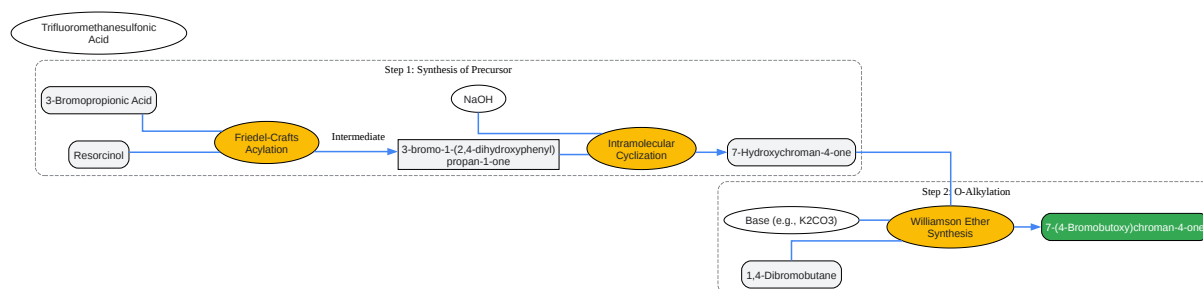 Trifluoromethanesulfonic
Acid
Step 1: Synthesis of Precursor
3-Bromopropionic Acid
NaOH
Friedel-Crafts
Acylation
Intermediate
Resorcinol
3-bromo-1-(2,4-dihydroxyphenyl)
propan-1-one
Intramolecular
Cyclization
7-Hydroxychroman-4-one
Step 2: O-Alkylation
Base (e.g., K2CO3)
Williamson Ether
Synthesis
7-(4-Bromobutoxy)chroman-4-one
1,4-Dibromobutane